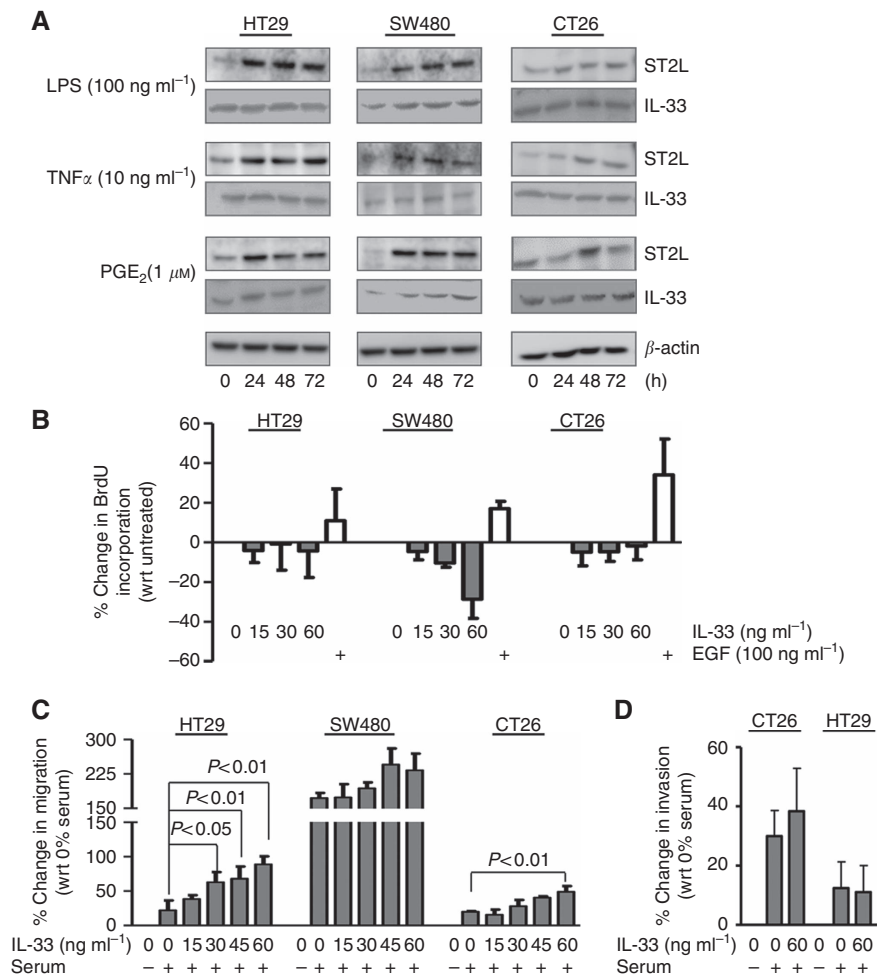 A
HT29 SW480 CT26
LPS (100 ng ml⁻¹) ST2L
IL-33
TNFα (10 ng ml⁻¹) ST2L
IL-33
PGE₂(1 μM) ST2L
IL-33
β-actin
0 24 48 72 0 24 48 72 0 24 48 72 (h)
B
HT29 SW480 CT26
% Change in BrdU
incorporation
(wrt untreated)
60
40
20
0
–20
–40
–60
0 15 30 60 0 15 30 60 0 15 30 60 IL-33 (ng ml⁻¹)
+ + + EGF (100 ng ml⁻¹)
C
HT29 SW480 CT26
% Change in migration
(wrt 0% serum)
300
225
150
150
100
50
0
P<0.01
P<0.01
P<0.05
P<0.01
IL-33 (ng ml⁻¹) 0 0 15 30 45 60 0 0 15 30 45 60 0 0 15 30 45 60
Serum – + + + + + – + + + + + – + + + + +
D
CT26 HT29
% Change in invasion
(wrt 0% serum)
60
40
20
0
IL-33 (ng ml⁻¹) 0 0 60 0 0 60
Serum – + + – + +